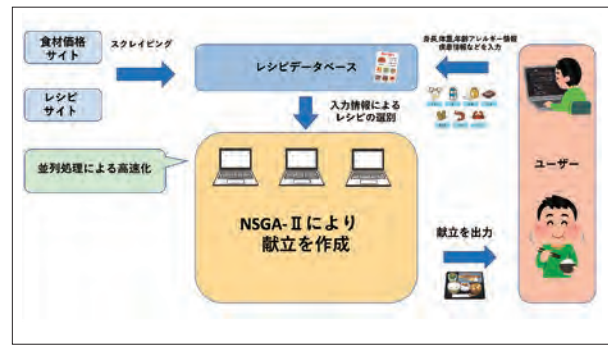 食材価格
サイト
スクレイピング
レシピデータベース
身長,体重,年齢アレルギー情報
疾患情報などを入力
レシピ
サイト
入力情報による
レシピの選別
並列処理による高速化
NSGA-Ⅱにより
献立を作成
ユーザー
献立を出力